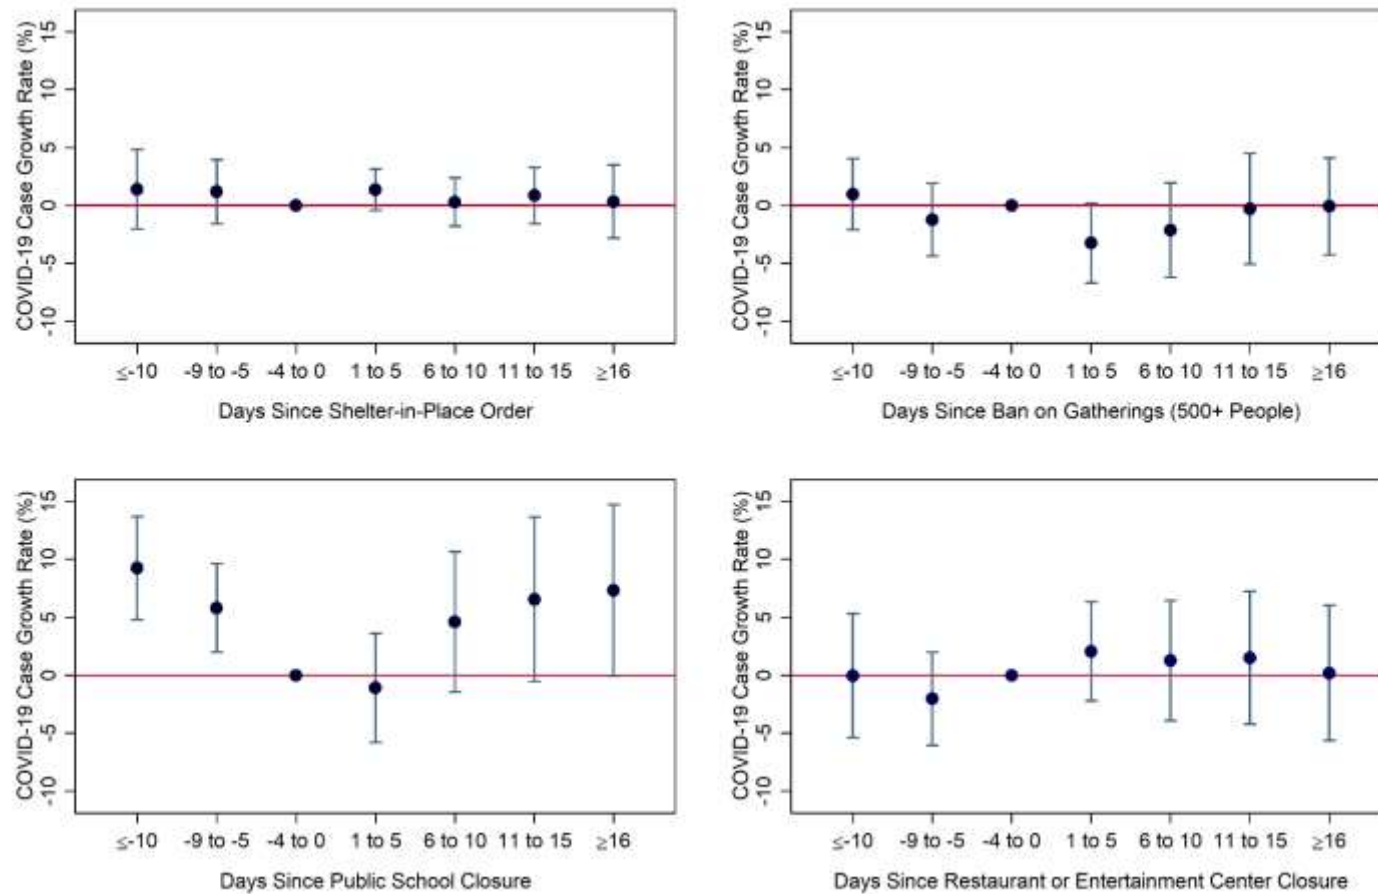 COVID-19 Case Growth Rate (%)
15
10
5
0
-5
-10
≤-10 -9 to -5 -4 to 0 1 to 5 6 to 10 11 to 15 ≥16
Days Since Shelter-in-Place Order
COVID-19 Case Growth Rate (%)
15
10
5
0
-5
-10
≤-10 -9 to -5 -4 to 0 1 to 5 6 to 10 11 to 15 ≥16
Days Since Ban on Gatherings (500+ People)
COVID-19 Case Growth Rate (%)
15
10
5
0
-5
-10
≤-10 -9 to -5 -4 to 0 1 to 5 6 to 10 11 to 15 ≥16
Days Since Public School Closure
COVID-19 Case Growth Rate (%)
15
10
5
0
-5
-10
≤-10 -9 to -5 -4 to 0 1 to 5 6 to 10 11 to 15 ≥16
Days Since Restaurant or Entertainment Center Closure